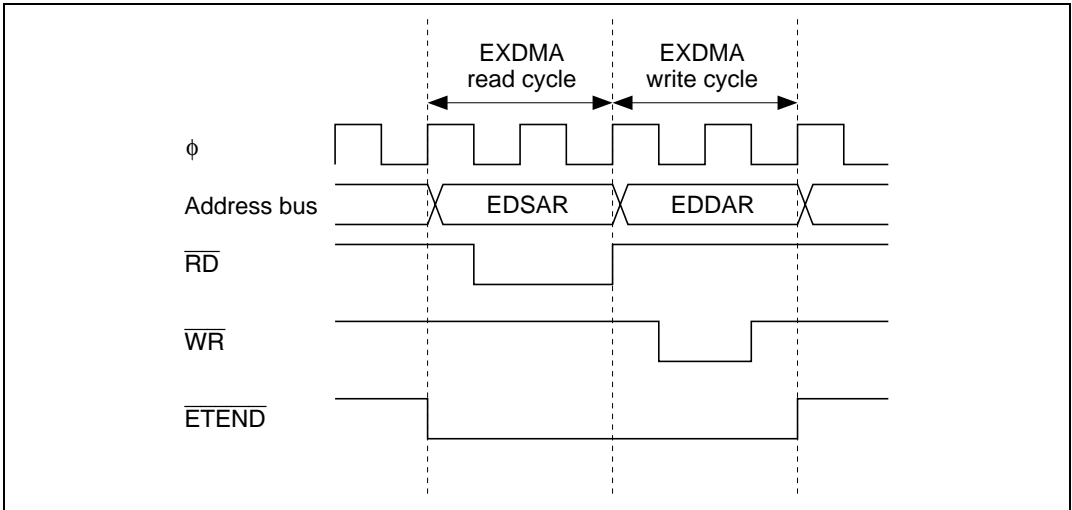 EXDMA
read cycle
EXDMA
write cycle
φ
Address bus
EDSAR
EDDAR
RD
WR
ETEND